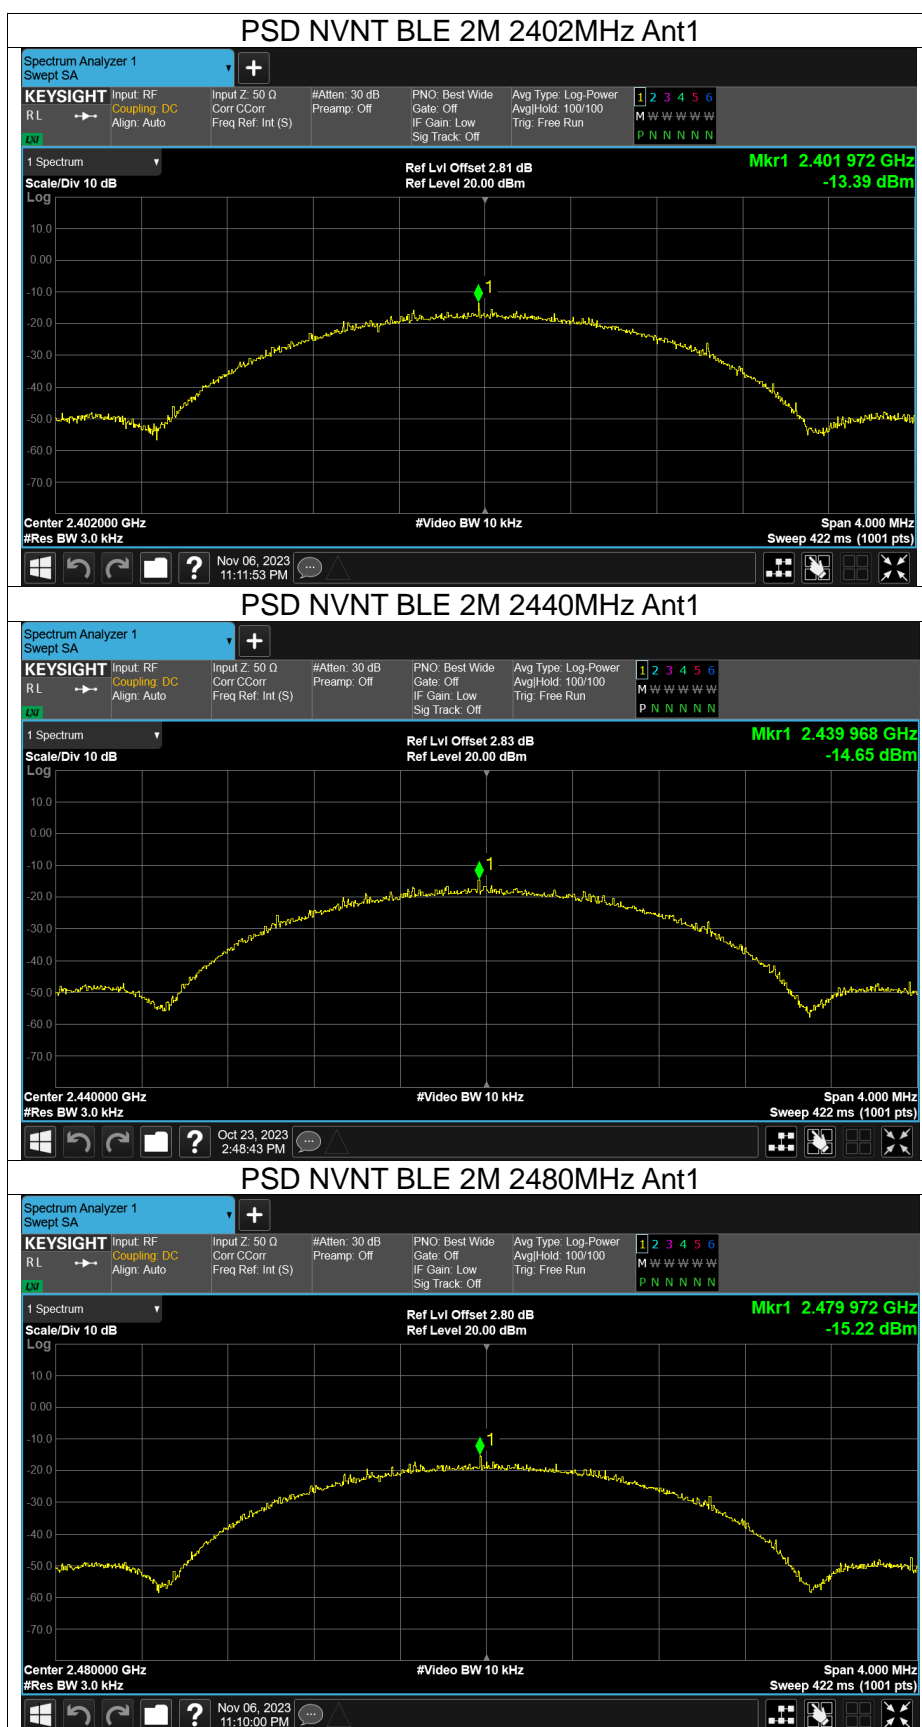 PSD NVNT BLE 2M 2402MHz Ant1
Spectrum Analyzer 1
Swept SA
KEYSIGHT
R L
LXI
Input: RF
Coupling: DC
Align: Auto
Input Z: 50 Ω
Corr CCorr
Freq Ref: Int (S)
#Atten: 30 dB
Preamp: Off
PNO: Best Wide
Gate: Off
IF Gain: Low
Sig Track: Off
Avg Type: Log-Power
Avg|Hold: 100/100
Trig: Free Run
1 2 3 4 5 6
M W W W W W
P N N N N N
1 Spectrum
Scale/Div 10 dB
Log
Ref Lvl Offset 2.81 dB
Ref Level 20.00 dBm
Mkr1 2.401 972 GHz
-13.39 dBm
10.0
0.00
-10.0
-20.0
-30.0
-40.0
-50.0
-60.0
-70.0
1
Center 2.402000 GHz
#Res BW 3.0 kHz
#Video BW 10 kHz
Span 4.000 MHz
Sweep 422 ms (1001 pts)
?
Nov 06, 2023
11:11:53 PM
PSD NVNT BLE 2M 2440MHz Ant1
Spectrum Analyzer 1
Swept SA
KEYSIGHT
R L
LXI
Input: RF
Coupling: DC
Align: Auto
Input Z: 50 Ω
Corr CCorr
Freq Ref: Int (S)
#Atten: 30 dB
Preamp: Off
PNO: Best Wide
Gate: Off
IF Gain: Low
Sig Track: Off
Avg Type: Log-Power
Avg|Hold: 100/100
Trig: Free Run
1 2 3 4 5 6
M W W W W W
P N N N N N
1 Spectrum
Scale/Div 10 dB
Log
Ref Lvl Offset 2.83 dB
Ref Level 20.00 dBm
Mkr1 2.439 968 GHz
-14.65 dBm
10.0
0.00
-10.0
-20.0
-30.0
-40.0
-50.0
-60.0
-70.0
1
Center 2.440000 GHz
#Res BW 3.0 kHz
#Video BW 10 kHz
Span 4.000 MHz
Sweep 422 ms (1001 pts)
?
Oct 23, 2023
2:48:43 PM
PSD NVNT BLE 2M 2480MHz Ant1
Spectrum Analyzer 1
Swept SA
KEYSIGHT
R L
LXI
Input: RF
Coupling: DC
Align: Auto
Input Z: 50 Ω
Corr CCorr
Freq Ref: Int (S)
#Atten: 30 dB
Preamp: Off
PNO: Best Wide
Gate: Off
IF Gain: Low
Sig Track: Off
Avg Type: Log-Power
Avg|Hold: 100/100
Trig: Free Run
1 2 3 4 5 6
M W W W W W
P N N N N N
1 Spectrum
Scale/Div 10 dB
Log
Ref Lvl Offset 2.80 dB
Ref Level 20.00 dBm
Mkr1 2.479 972 GHz
-15.22 dBm
10.0
0.00
-10.0
-20.0
-30.0
-40.0
-50.0
-60.0
-70.0
1
Center 2.480000 GHz
#Res BW 3.0 kHz
#Video BW 10 kHz
Span 4.000 MHz
Sweep 422 ms (1001 pts)
?
Nov 06, 2023
11:10:00 PM